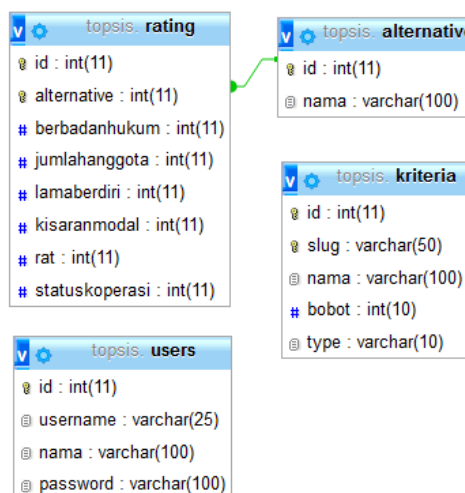 topsis. rating
id : int(11)
alternative : int(11)
# berbadanhukum : int(11)
# jumlahanggota : int(11)
# lamaberdiri : int(11)
# kisaranmodal : int(11)
# rat : int(11)
# statuskoperasi : int(11)
topsis. alternative
id : int(11)
nama : varchar(100)
topsis. kriteria
id : int(11)
slug : varchar(50)
nama : varchar(100)
# bobot : int(10)
type : varchar(10)
topsis. users
id : int(11)
username : varchar(25)
nama : varchar(100)
password : varchar(100)